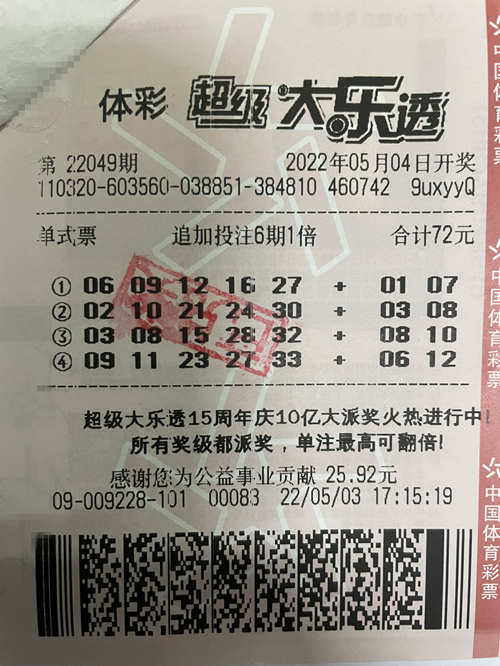 体彩 超级大乐透
第 22049期 2022年05月04日开奖
110320-603560-038851-384810 460742 9uxyyQ
单式票 追加投注6期1倍 合计72元
① 06 09 12 16 27 + 01 07
② 02 10 21 24 30 + 03 08
③ 03 08 15 28 32 + 08 10
④ 09 11 23 27 33 + 06 12
超级大乐透15周年庆10亿大派奖火热进行中!
所有奖级都派奖，单注最高可翻倍!
感谢您为公益事业贡献 25.92元
09-009228-101 00083 22/05/03 17:15:19
中国体育彩票
中国体育彩票